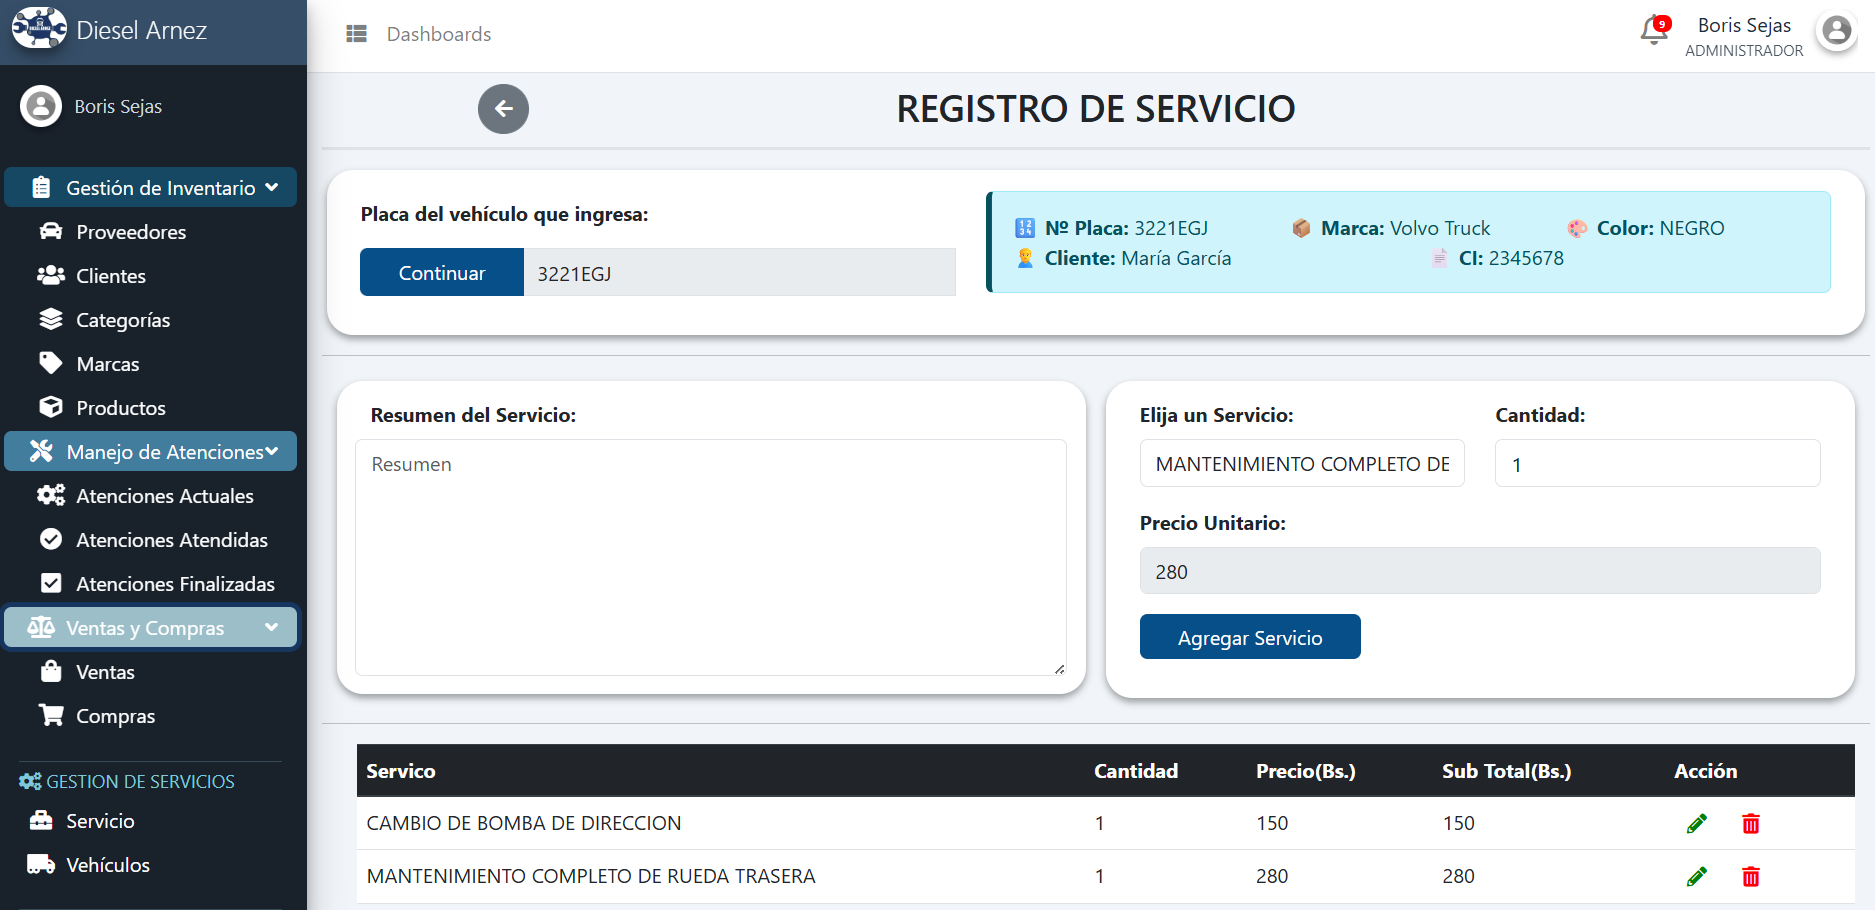 Diesel Arnez
Dashboards
9
Boris Sejas
ADMINISTRADOR
Boris Sejas
Gestión de Inventario
Proveedores
Clientes
Categorías
Marcas
Productos
Manejo de Atenciones
Atenciones Actuales
Atenciones Atendidas
Atenciones Finalizadas
Ventas y Compras
Ventas
Compras
GESTION DE SERVICIOS
Servicio
Vehículos
REGISTRO DE SERVICIO
Placa del vehículo que ingresa:
Continuar 3221EGJ
Nº Placa: 3221EGJ Marca: Volvo Truck Color: NEGRO
Cliente: María García CI: 2345678
Resumen del Servicio:
Resumen
Elija un Servicio: Cantidad:
MANTENIMIENTO COMPLETO DE 1
Precio Unitario:
280
Agregar Servicio
Servico Cantidad Precio(Bs.) Sub Total(Bs.) Acción
CAMBIO DE BOMBA DE DIRECCION 1 150 150
MANTENIMIENTO COMPLETO DE RUEDA TRASERA 1 280 280